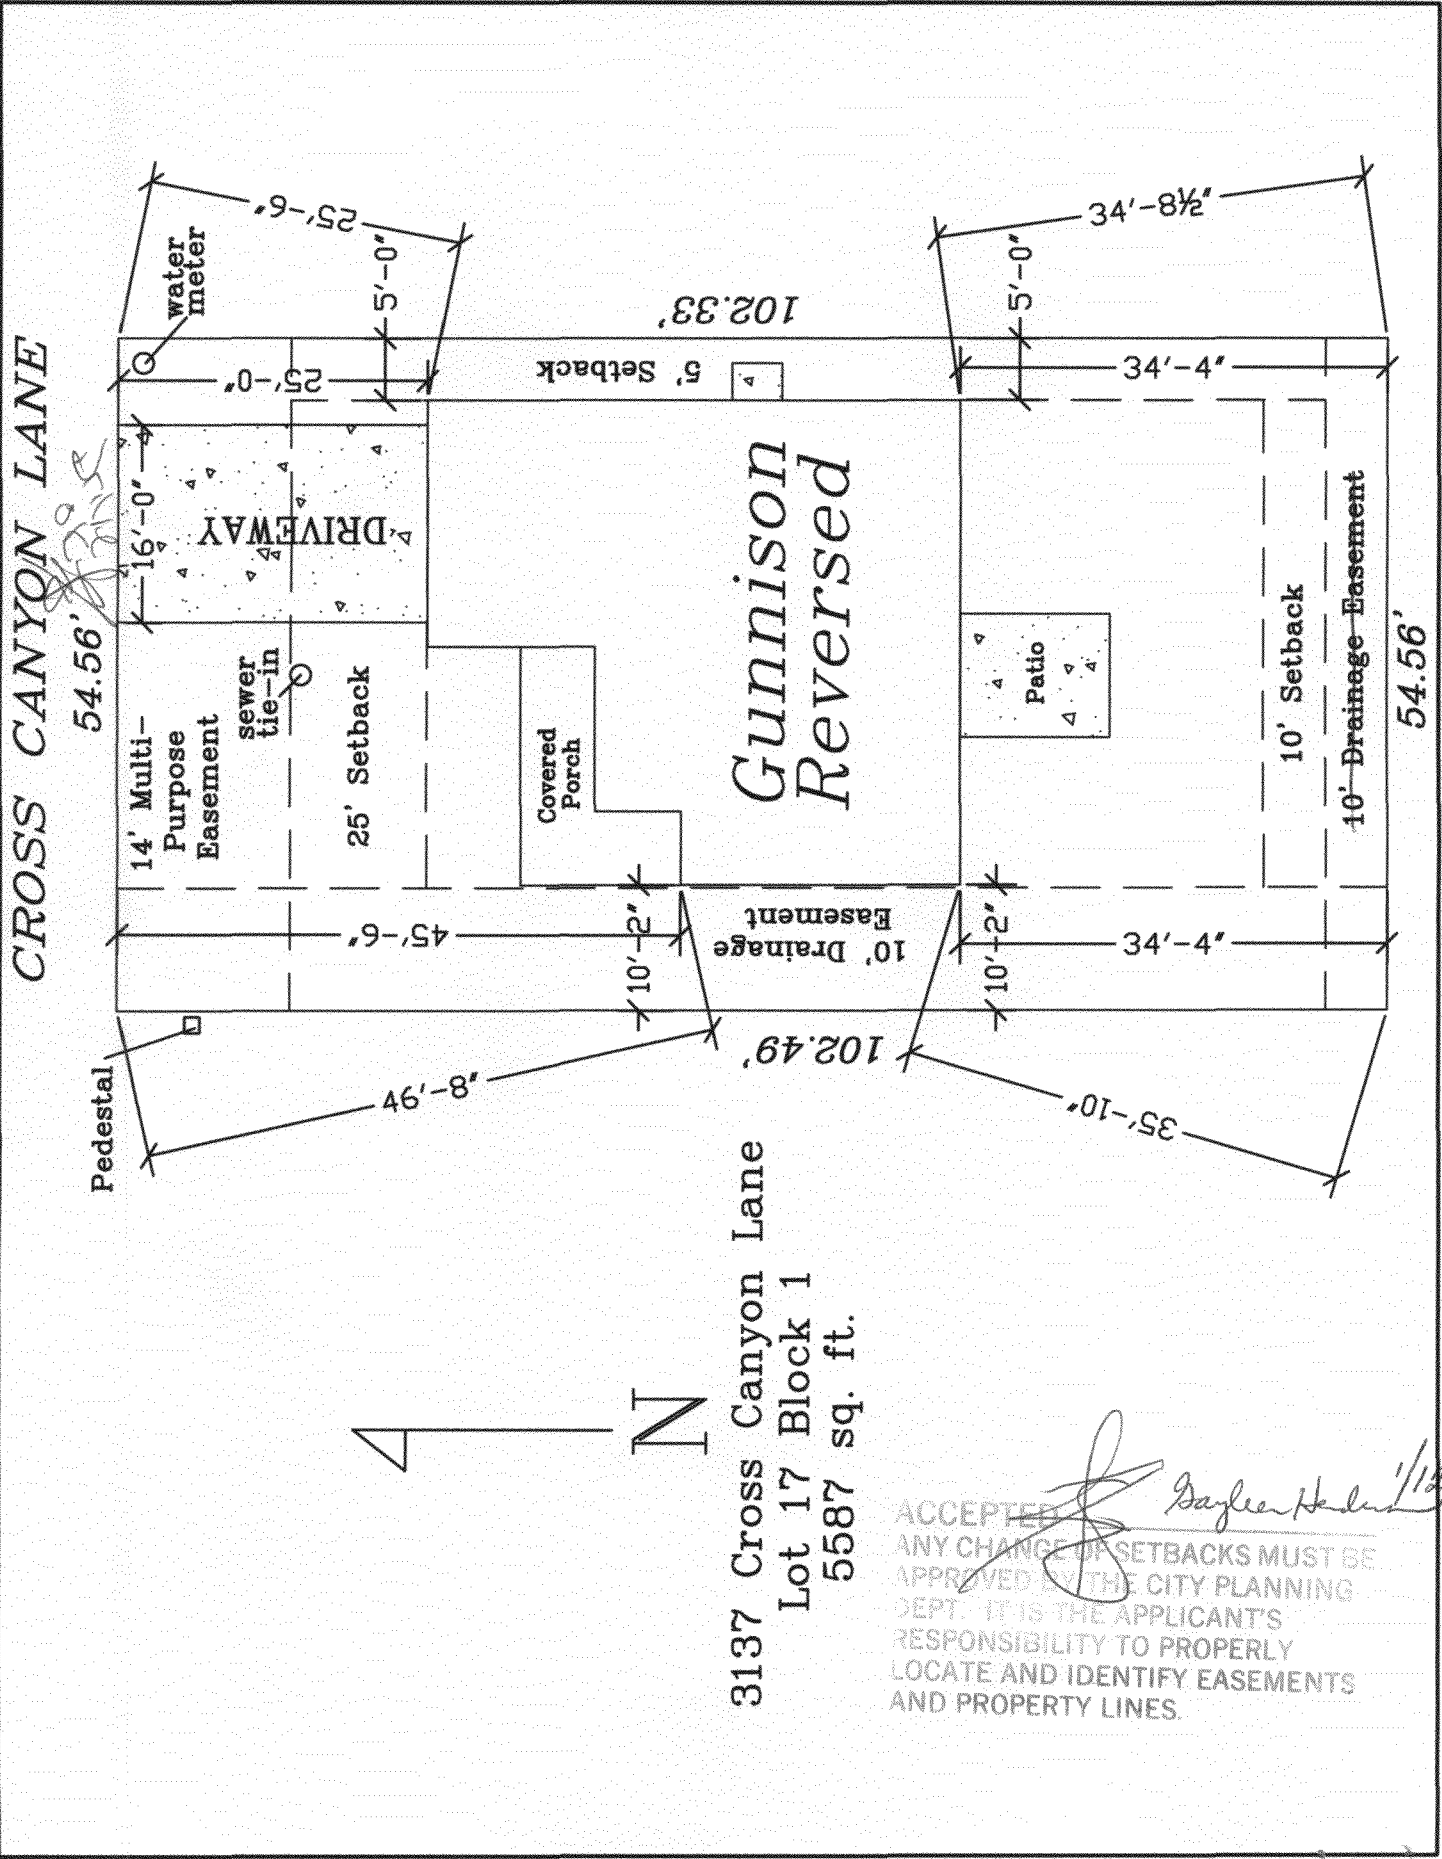 CROSS CANYON LANE
54.56'
water
meter
25'-6"
5'-0"
25'-0"
16'-0"
DRIVEWAY
14' Multi-
Purpose
Easement
sewer
tie-in
25' Setback
5' Setback
102.33'
Covered
Porch
Gunnison
Reversed
45'-6"
10'-2"
10' Drainage
Easement
10'-2"
Pedestal
46'-8"
102.49'
35'-10"
34'-8½"
5'-0"
34'-4"
Patio
10' Setback
10' Drainage Easement
34'-4"
54.56'
N
3137 Cross Canyon Lane
Lot 17 Block 1
5587 sq. ft.
ACCEPTED
Gayleen Henderson
ANY CHANGE OF SETBACKS MUST BE
APPROVED BY THE CITY PLANNING
DEPT. IT IS THE APPLICANT'S
RESPONSIBILITY TO PROPERLY
LOCATE AND IDENTIFY EASEMENTS
AND PROPERTY LINES.